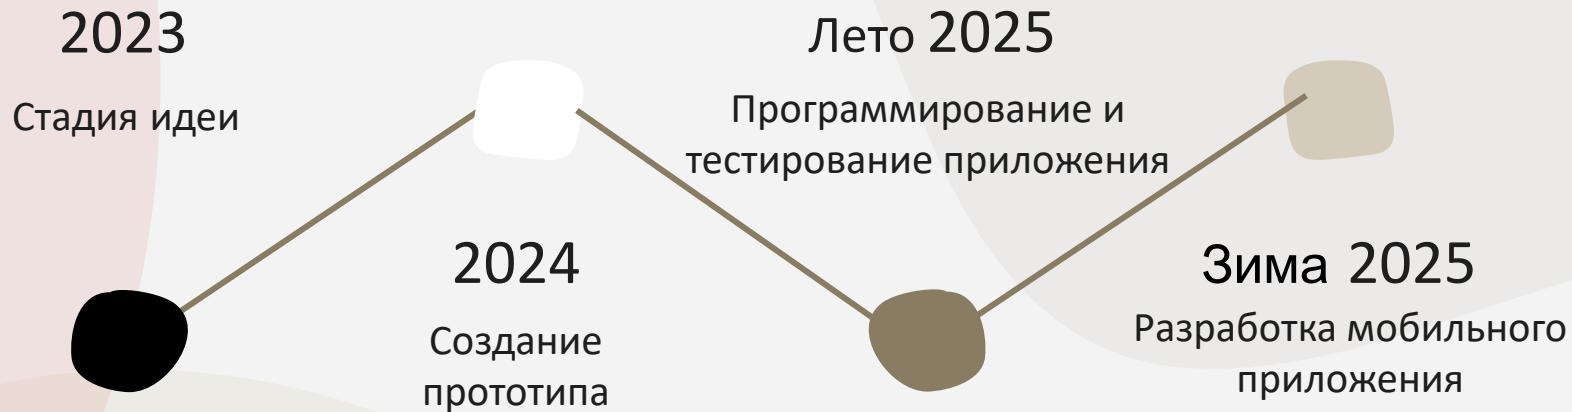 2023
Стадия идеи
2024
Создание
прототипа
Лето 2025
Программирование и
тестирование приложения
Зима 2025
Разработка мобильного
приложения